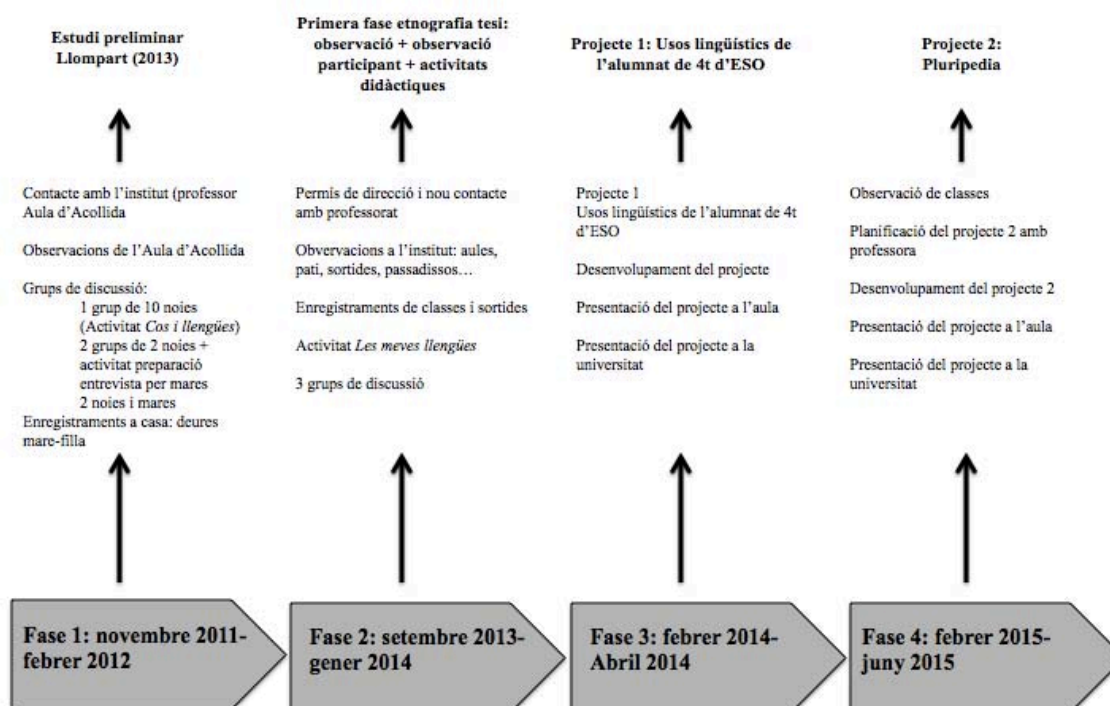 Estudi preliminar
Llompart (2013)
Contacte amb l'institut (professor
Aula d'Acollida
Observacions de l'Aula d'Acollida
Grups de discussió:
1 grup de 10 noies
(Activitat Cos i llengües)
2 grups de 2 noies +
activitat preparació
entrevista per mares
2 noies i mares
Enregistraments a casa: deures
mare-filla
Fase 1: novembre 2011-
febrer 2012
Primera fase etnografia tesi:
observació + observació
participant + activitats
didàctiques
Permís de direcció i nou contacte
amb professorat
Obvervacions a l'institut: aules,
pati, sortides, passadissos…
Enregistraments de classes i sortides
Activitat Les meves llengües
3 grups de discussió
Fase 2: setembre 2013-
gener 2014
Projecte 1: Usos lingüístics de
l'alumnat de 4t d'ESO
Projecte 1
Usos lingüístics de l'alumnat de 4t
d'ESO
Desenvolupament del projecte
Presentació del projecte a l'aula
Presentació del projecte a la
universitat
Fase 3: febrer 2014-
Abril 2014
Projecte 2:
Pluripedia
Observació de classes
Planificació del projecte 2 amb
professora
Desenvolupament del projecte 2
Presentació del projecte a l'aula
Presentació del projecte a la
universitat
Fase 4: febrer 2015-
juny 2015